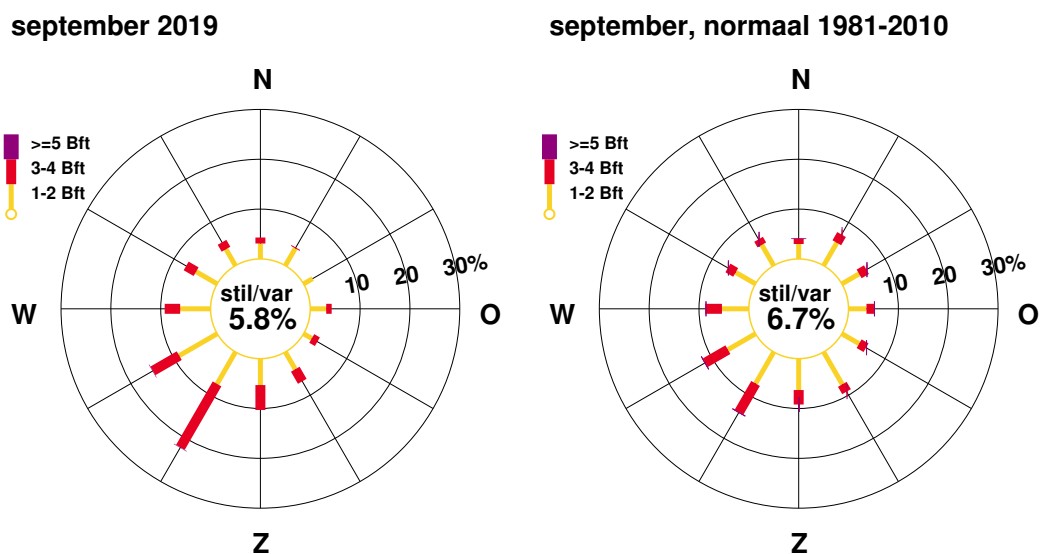 september 2019
N
>=5 Bft
3-4 Bft
1-2 Bft
W
stil/var
5.8%
10
20
30%
O
Z
september, normaal 1981-2010
N
>=5 Bft
3-4 Bft
1-2 Bft
W
stil/var
6.7%
10
20
30%
O
Z